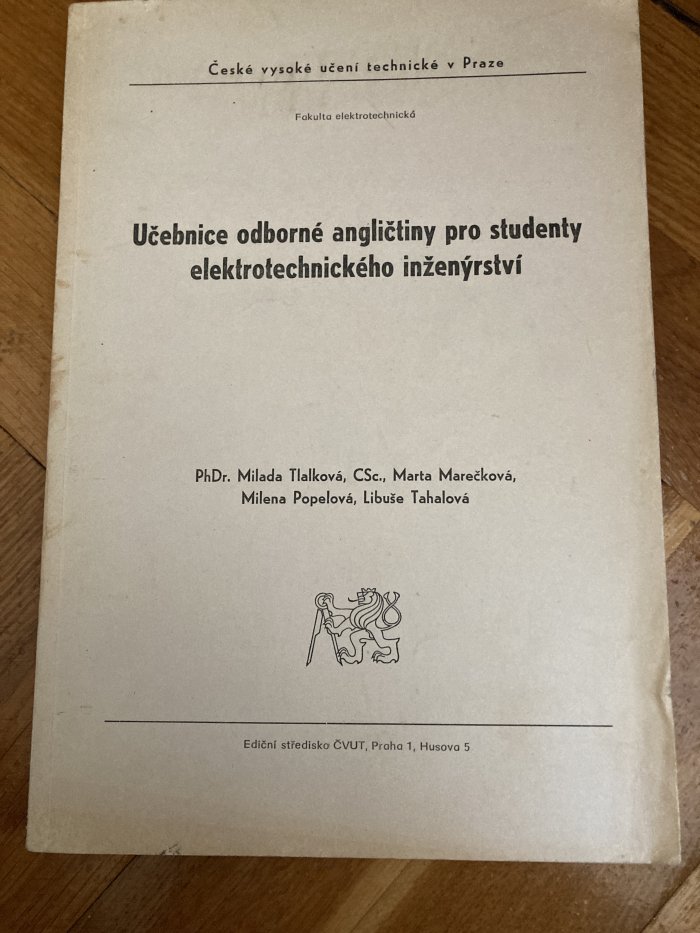 České vysoké učení technické v Praze
Fakulta elektrotechnická
Učebnice odborné angličtiny pro studenty
elektrotechnického inženýrství
PhDr. Milada Tlalková, CSc., Marta Marečková,
Milena Popelová, Libuše Tahalová
Ediční středisko ČVUT, Praha 1, Husova 5